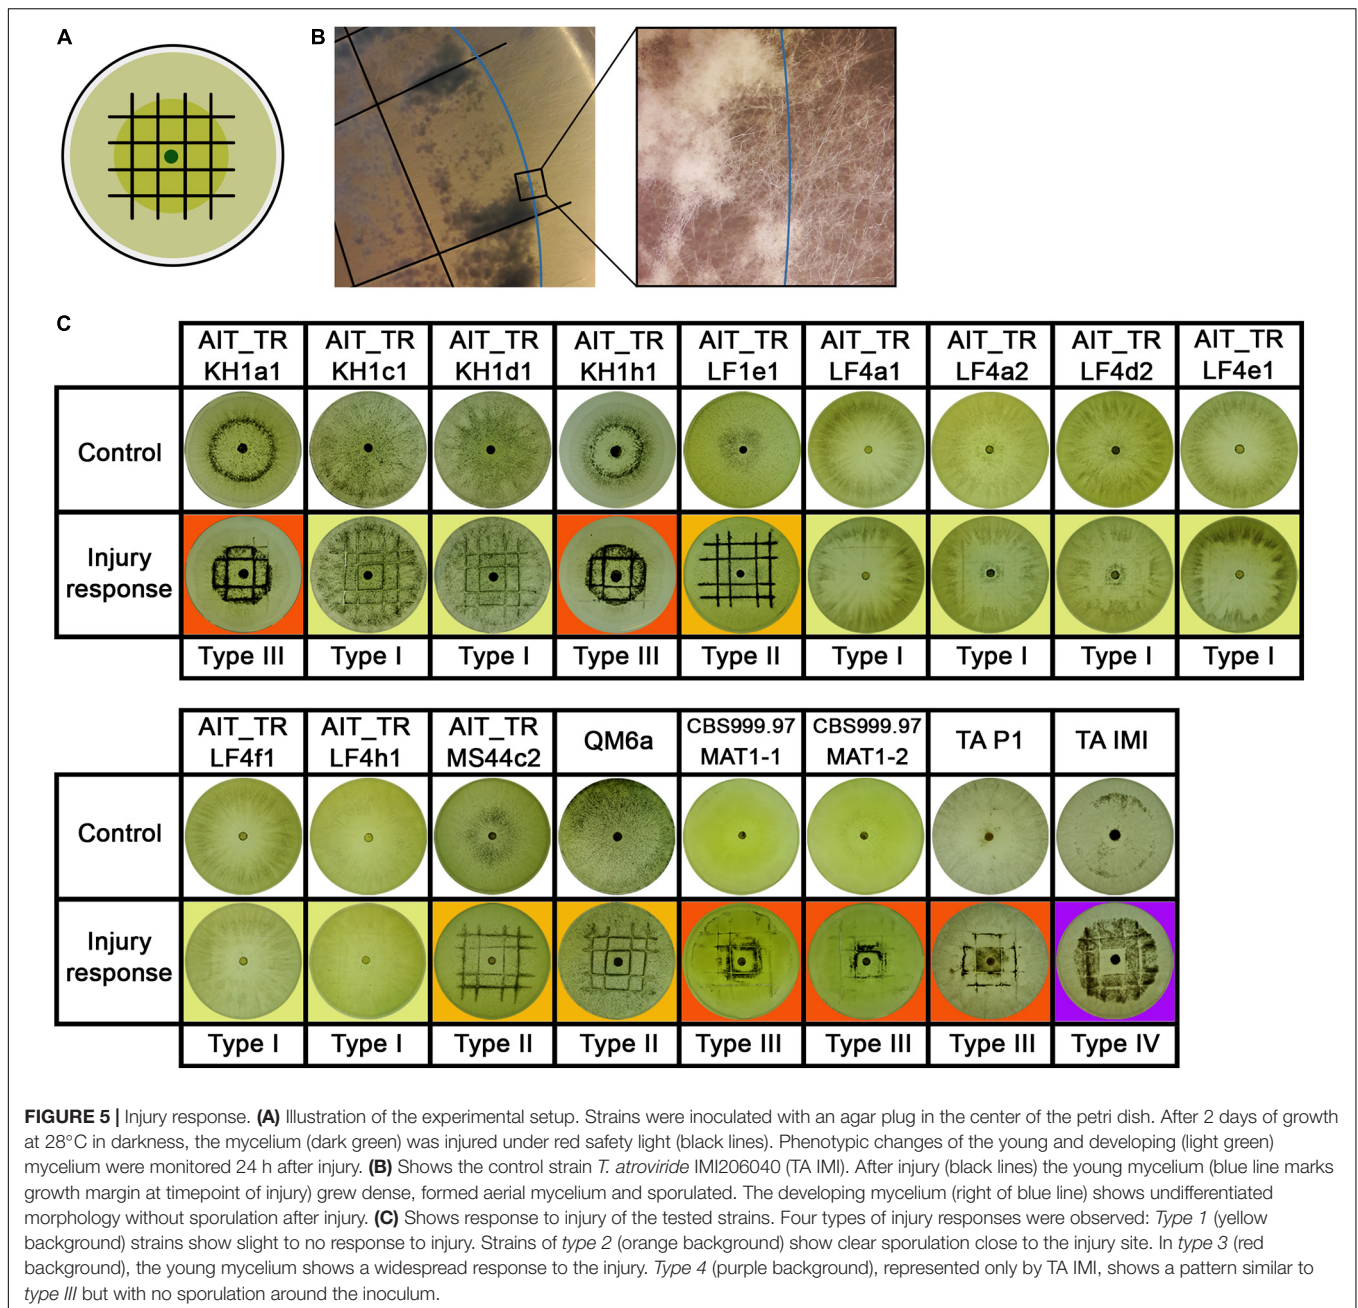 A
B
C
AIT_TR AIT_TR AIT_TR AIT_TR AIT_TR AIT_TR AIT_TR AIT_TR AIT_TR
KH1a1 KH1c1 KH1d1 KH1h1 LF1e1 LF4a1 LF4a2 LF4d2 LF4e1
Control
Injury
response
Type III Type I Type I Type III Type II Type I Type I Type I Type I
AIT_TR AIT_TR AIT_TR QM6a CBS999.97 CBS999.97 TA P1 TA IMI
LF4f1 LF4h1 MS44c2 MAT1-1 MAT1-2
Control
Injury
response
Type I Type I Type II Type II Type III Type III Type III Type IV
FIGURE 5 | Injury response. (A) Illustration of the experimental setup. Strains were inoculated with an agar plug in the center of the petri dish. After 2 days of growth
at 28°C in darkness, the mycelium (dark green) was injured under red safety light (black lines). Phenotypic changes of the young and developing (light green)
mycelium were monitored 24 h after injury. (B) Shows the control strain T. atroviride IMI206040 (TA IMI). After injury (black lines) the young mycelium (blue line marks
growth margin at timepoint of injury) grew dense, formed aerial mycelium and sporulated. The developing mycelium (right of blue line) shows undifferentiated
morphology without sporulation after injury. (C) Shows response to injury of the tested strains. Four types of injury responses were observed: Type 1 (yellow
background) strains show slight to no response to injury. Strains of type 2 (orange background) show clear sporulation close to the injury site. In type 3 (red
background), the young mycelium shows a widespread response to the injury. Type 4 (purple background), represented only by TA IMI, shows a pattern similar to
type III but with no sporulation around the inoculum.